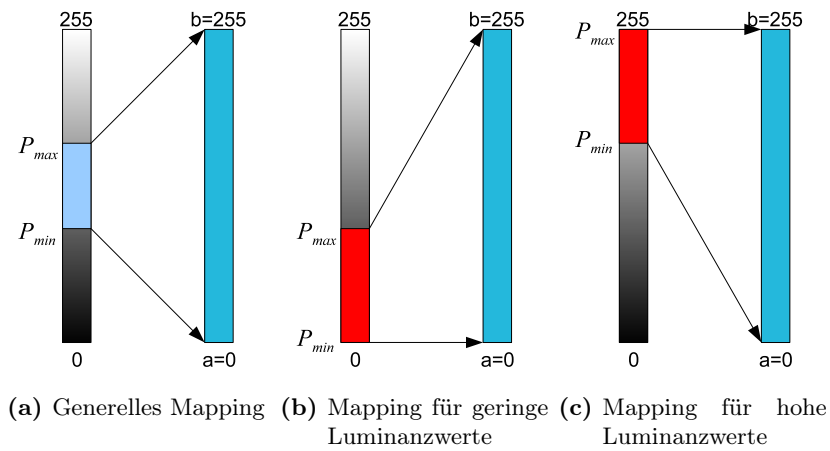 255 b=255
P_max
P_min
0 a=0
(a) Generelles Mapping
255 b=255
P_max
P_min
0 a=0
(b) Mapping für geringe
Luminanzwerte
255 b=255
P_max
P_min
0 a=0
(c) Mapping für hohe
Luminanzwerte